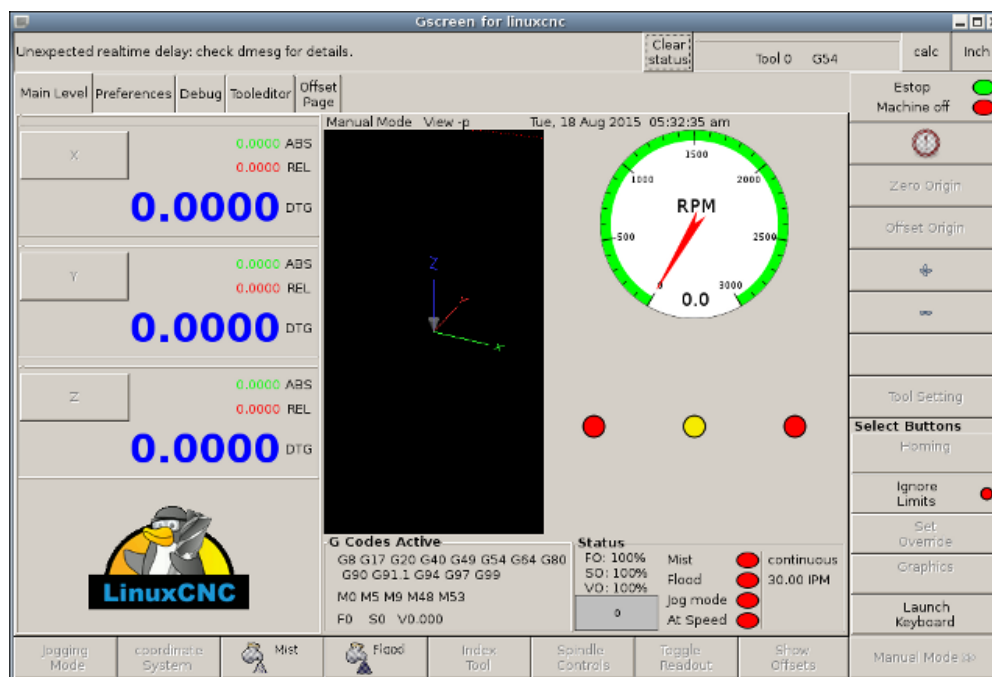 Gscreen for linuxcnc
Unexpected realtime delay: check dmesg for details.
Clear
status
Tool 0 G54
calc
Inch
Main Level
Preferences
Debug
Tooleditor
Offset
Page
Estop
Machine off
Manual Mode View -p Tue, 18 Aug 2015 05:32:35 am
X
0.0000 ABS
0.0000 REL
0.0000 DTG
Y
0.0000 ABS
0.0000 REL
0.0000 DTG
Z
0.0000 ABS
0.0000 REL
0.0000 DTG
LinuxCNC
Z
Y
X
RPM
0
500
1000
1500
2000
2500
3000
0.0
G Codes Active
G8 G17 G20 G40 G49 G54 G64 G80
G90 G91.1 G94 G97 G99
M0 M5 M9 M48 M53
F0 S0 V0.000
Status
FO: 100%
SO: 100%
VO: 100%
0
Mist
Flood
Jog mode
At Speed
continuous
30.00 IPM
Zero Origin
Offset Origin
Tool Setting
Select Buttons
Homing
Ignore
Limits
Set
Override
Graphics
Launch
Keyboard
Jogging
Mode
coordinate
System
Mist
Flood
Index
Tool
Spindle
Controls
Toggle
Readout
Show
Offsets
Manual Mode